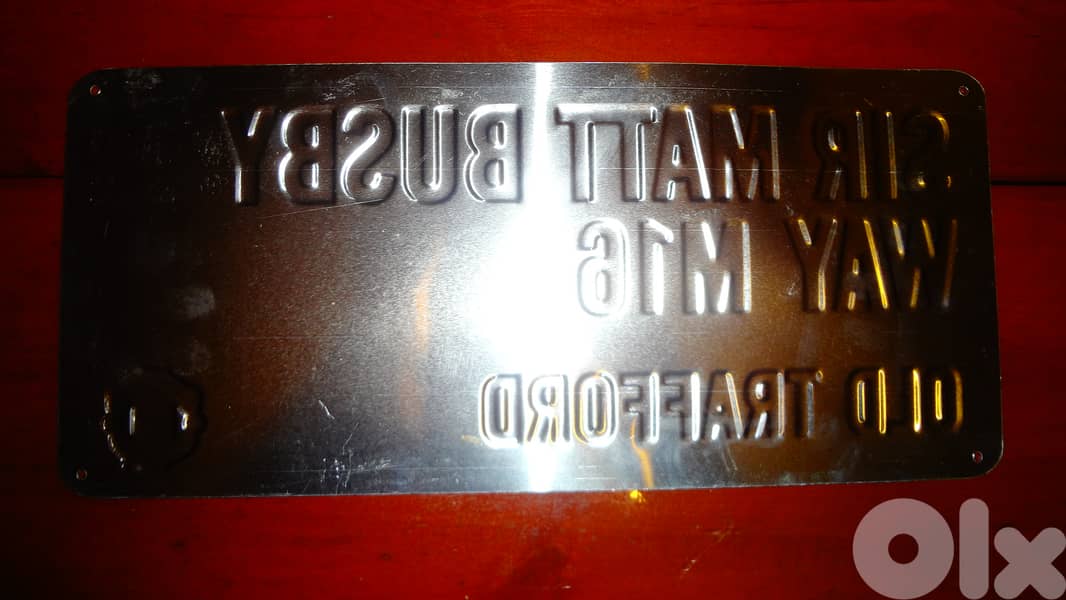 SIR MATT BUSBY
WAY M16
OLD TRAFFORD
Olx